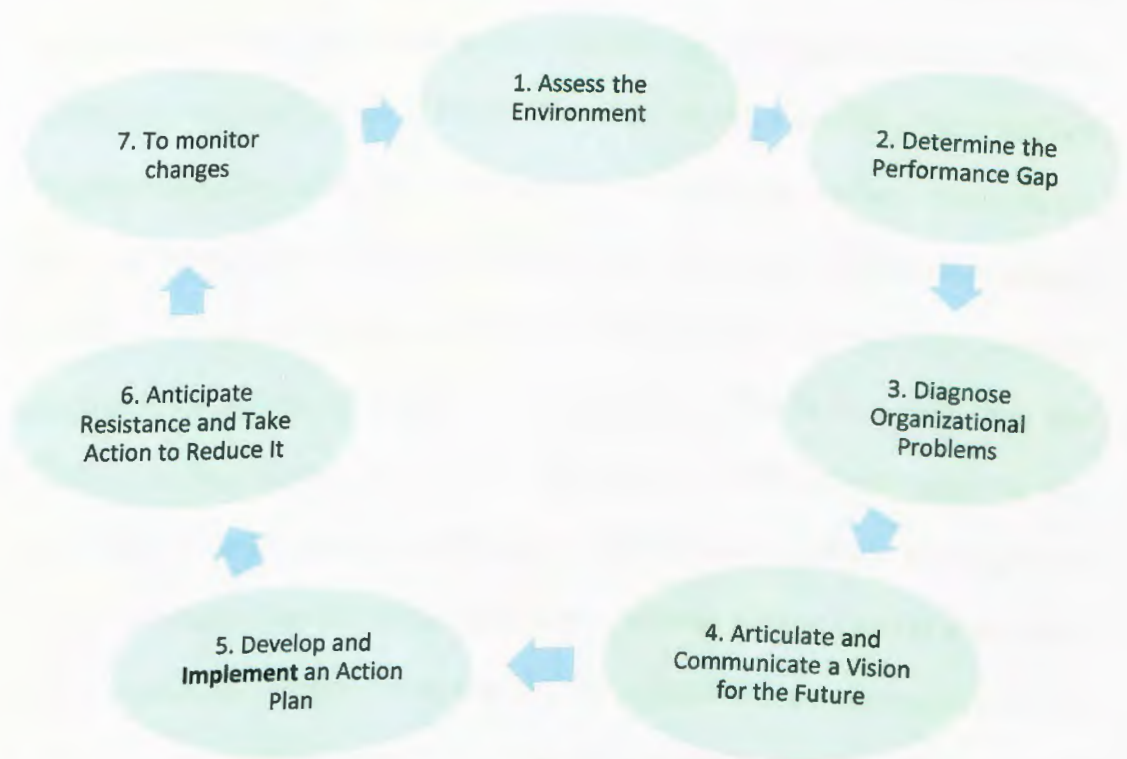 1. Assess the
Environment
2. Determine the
Performance Gap
3. Diagnose
Organizational
Problems
4. Articulate and
Communicate a Vision
for the Future
5. Develop and
Implement an Action
Plan
6. Anticipate
Resistance and Take
Action to Reduce It
7. To monitor
changes